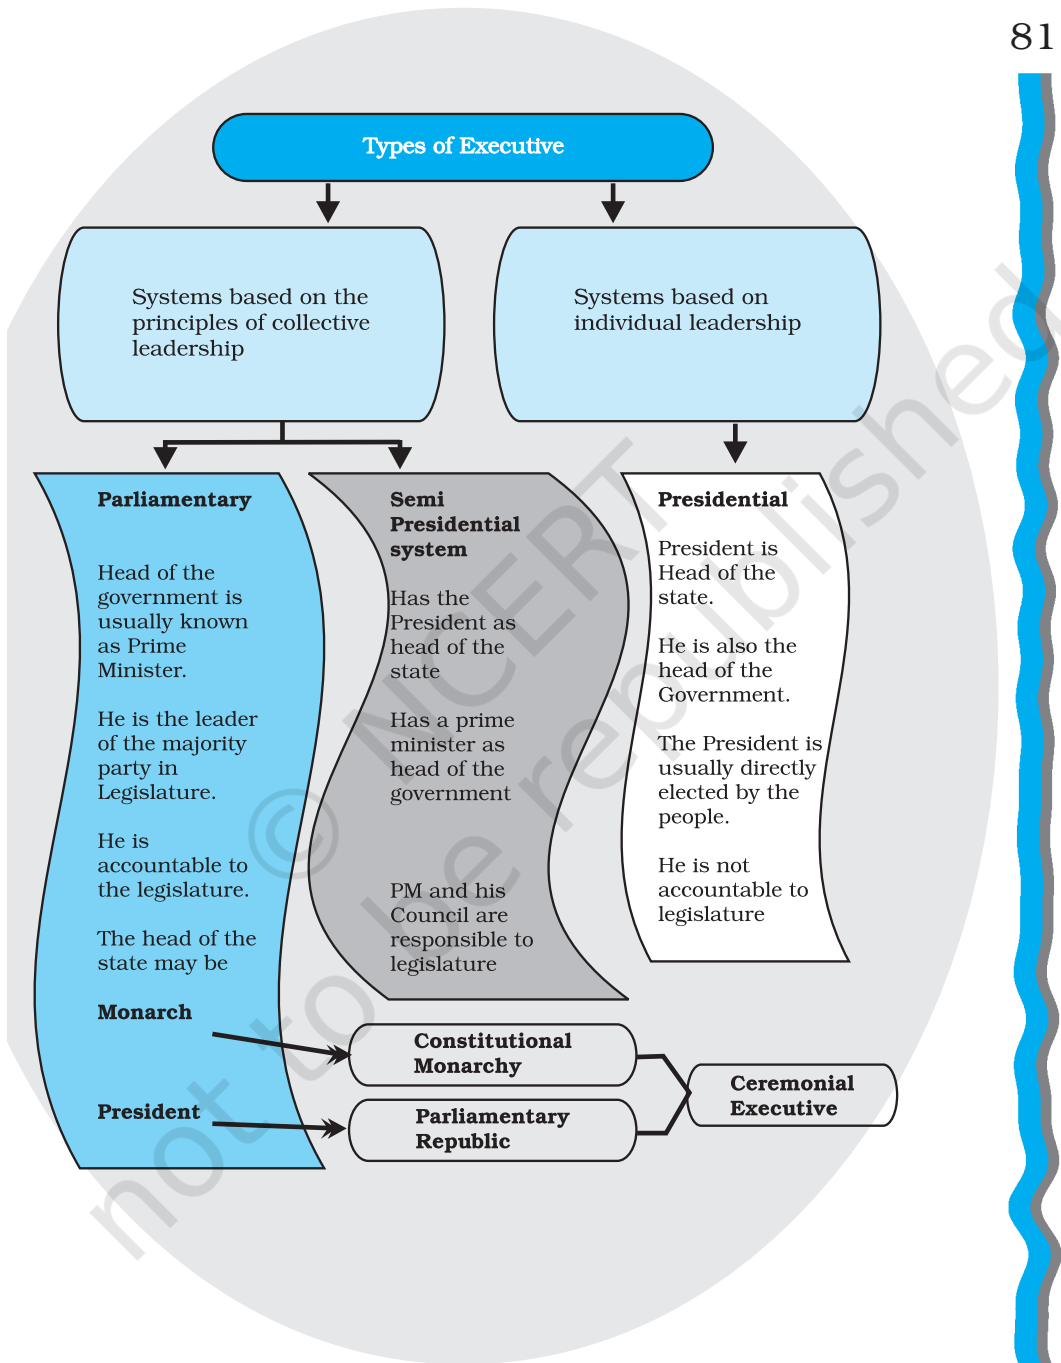 81
Types of Executive
Systems based on the
principles of collective
leadership
Systems based on
individual leadership
Parliamentary
Head of the
government is
usually known
as Prime
Minister.
He is the leader
of the majority
party in
Legislature.
He is
accountable to
the legislature.
The head of the
state may be
Monarch
President
Semi
Presidential
system
Has the
President as
head of the
state
Has a prime
minister as
head of the
government
PM and his
Council are
responsible to
legislature
Presidential
President is
Head of the
state.
He is also the
head of the
Government.
The President is
usually directly
elected by the
people.
He is not
accountable to
legislature
Constitutional
Monarchy
Parliamentary
Republic
Ceremonial
Executive
© NCERT
not to be republished